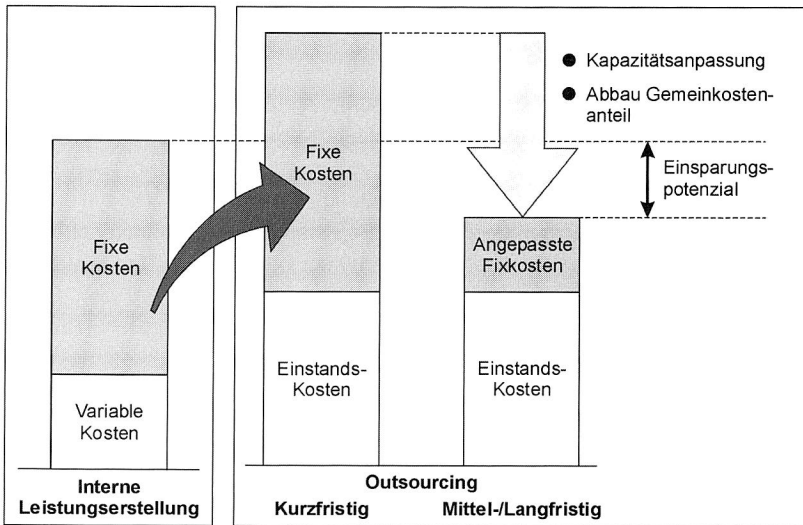 Fixe
Kosten
Variable
Kosten
Interne
Leistungserstellung
Fixe
Kosten
Einstands-
Kosten
Angepasste
Fixkosten
Einstands-
Kosten
● Kapazitätsanpassung
● Abbau Gemeinkosten-
anteil
Einsparungs-
potenzial
Outsourcing
Kurzfristig
Mittel-/Langfristig